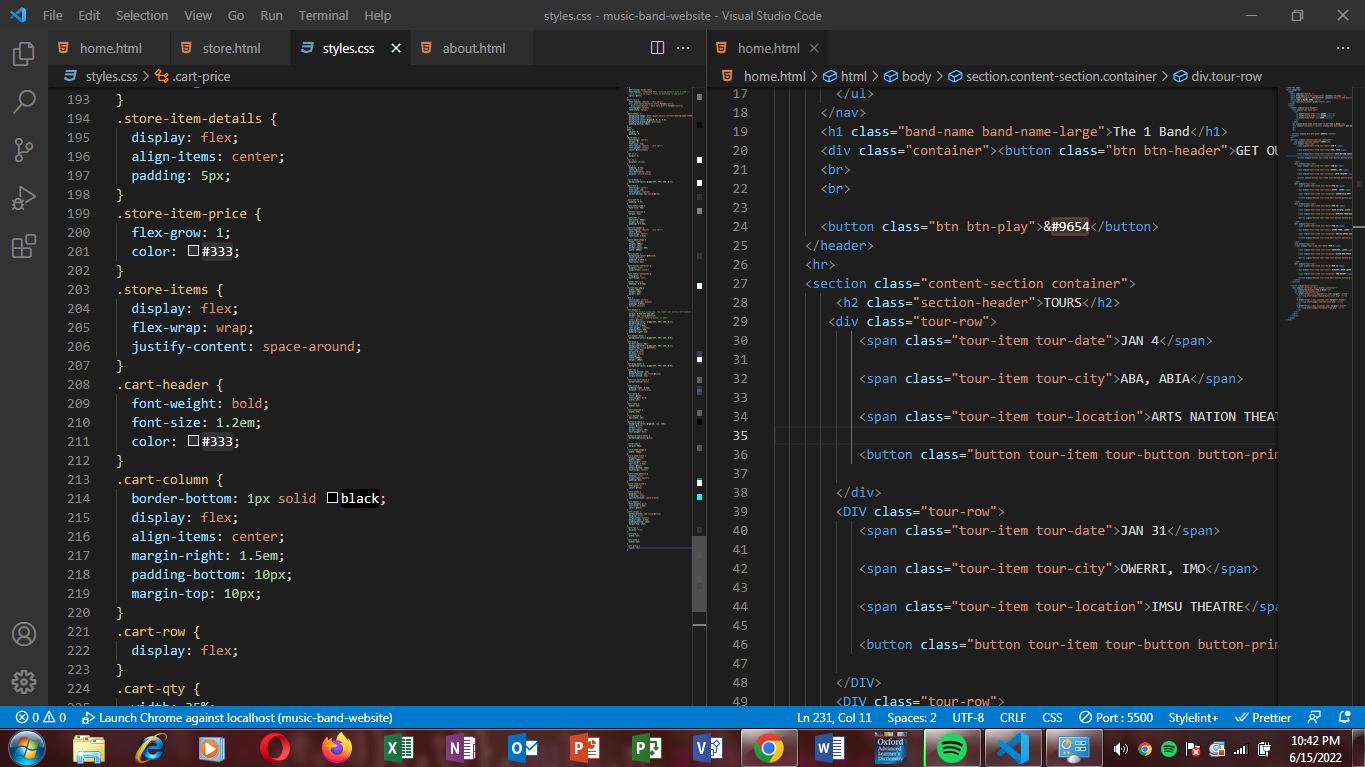 File Edit Selection View Go Run Terminal Help styles.css - music-band-website - Visual Studio Code
home.html store.html styles.css about.html
styles.css > .cart-price
193 }
194 .store-item-details {
195 display: flex;
196 align-items: center;
197 padding: 5px;
198 }
199 .store-item-price {
200 flex-grow: 1;
201 color: #333;
202 }
203 .store-items {
204 display: flex;
205 flex-wrap: wrap;
206 justify-content: space-around;
207 }
208 .cart-header {
209 font-weight: bold;
210 font-size: 1.2em;
211 color: #333;
212 }
213 .cart-column {
214 border-bottom: 1px solid black;
215 display: flex;
216 align-items: center;
217 margin-right: 1.5em;
218 padding-bottom: 10px;
219 margin-top: 10px;
220 }
221 .cart-row {
222 display: flex;
223 }
224 .cart-qty {
home.html
home.html > html > body > section.content-section.container > div.tour-row
17 </ul>
18 </nav>
19 <h1 class="band-name band-name-large">The 1 Band</h1>
20 <div class="container"><button class="btn btn-header">GET OU
21 <br>
22 <br>
23
24 <button class="btn btn-play">&#9654</button>
25 </header>
26 <hr>
27 <section class="content-section container">
28 <h2 class="section-header">TOURS</h2>
29 <div class="tour-row">
30 <span class="tour-item tour-date">JAN 4</span>
31
32 <span class="tour-item tour-city">ABA, ABIA</span>
33
34 <span class="tour-item tour-location">ARTS NATION THEAT
35
36 <button class="button tour-item tour-button button-prim
37
38 </div>
39 <DIV class="tour-row">
40 <span class="tour-item tour-date">JAN 31</span>
41
42 <span class="tour-item tour-city">OWERRI, IMO</span>
43
44 <span class="tour-item tour-location">IMSU THEATRE</spa
45
46 <button class="button tour-item tour-button button-prim
47
48 </DIV>
49 <DIV class="tour-row">
0 0 Launch Chrome against localhost (music-band-website) Ln 231, Col 11 Spaces: 2 UTF-8 CRLF CSS Port : 5500 Stylelint+ Prettier
Oxford
10:42 PM
6/15/2022